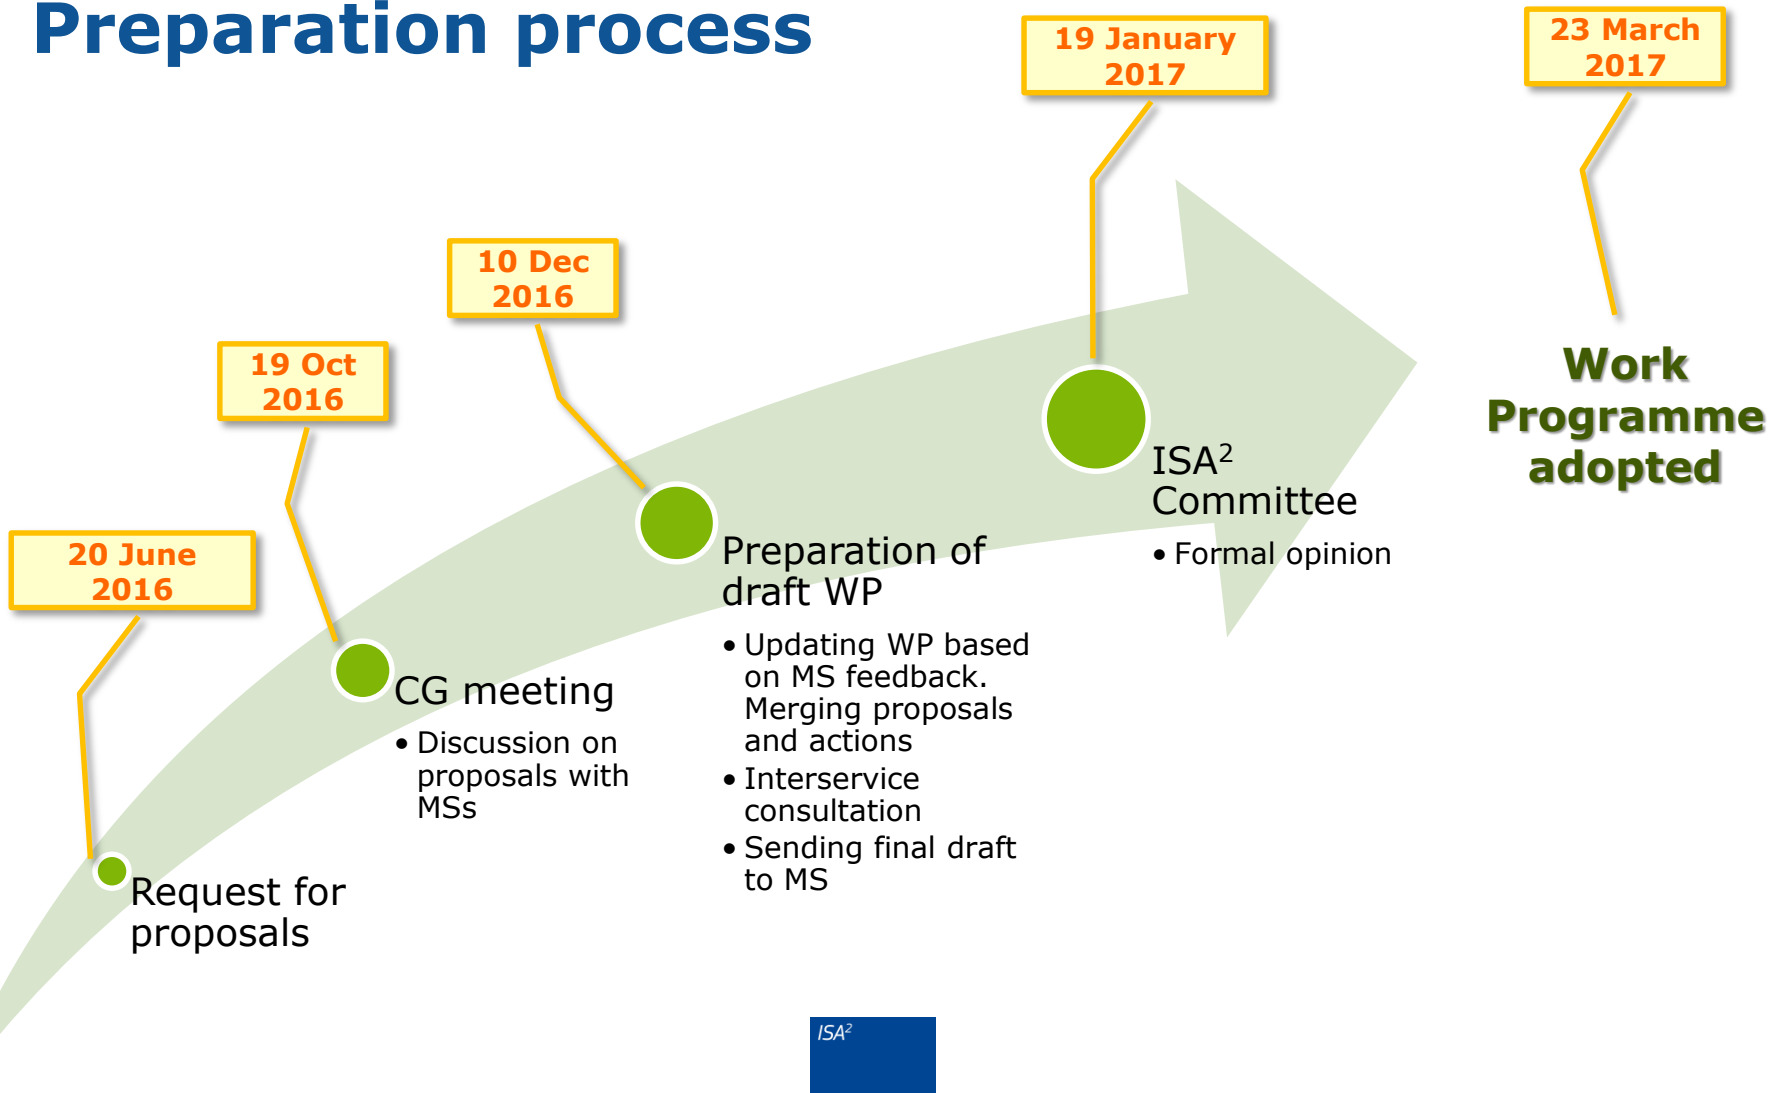 Preparation process
20 June
2016
Request for
proposals
19 Oct
2016
CG meeting
• Discussion on
proposals with
MSs
10 Dec
2016
Preparation of
draft WP
• Updating WP based
on MS feedback.
Merging proposals
and actions
• Interservice
consultation
• Sending final draft
to MS
19 January
2017
ISA²
Committee
• Formal opinion
23 March
2017
Work
Programme
adopted
ISA²